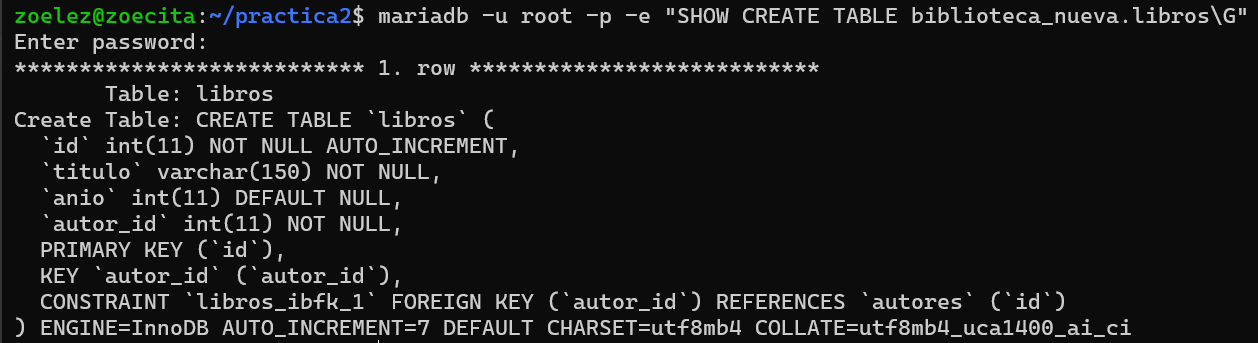 zoelez@zoecita:~/practica2$ mariadb -u root -p -e "SHOW CREATE TABLE biblioteca_nueva.libros\G"
Enter password:
*************************** 1. row ***************************
       Table: libros
Create Table: CREATE TABLE `libros` (
  `id` int(11) NOT NULL AUTO_INCREMENT,
  `titulo` varchar(150) NOT NULL,
  `anio` int(11) DEFAULT NULL,
  `autor_id` int(11) NOT NULL,
  PRIMARY KEY (`id`),
  KEY `autor_id` (`autor_id`),
  CONSTRAINT `libros_ibfk_1` FOREIGN KEY (`autor_id`) REFERENCES `autores` (`id`)
) ENGINE=InnoDB AUTO_INCREMENT=7 DEFAULT CHARSET=utf8mb4 COLLATE=utf8mb4_uca1400_ai_ci